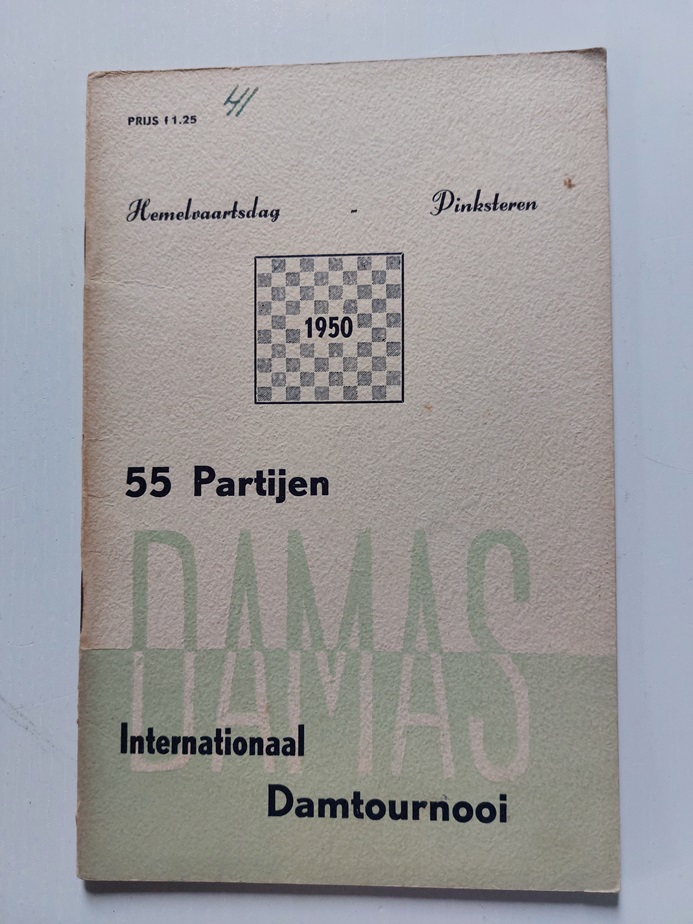 PRIJS f 1.25
41
Hemelvaartsdag - Pinksteren
1950
55 Partijen
DAMAS
Internationaal
Damtournooi